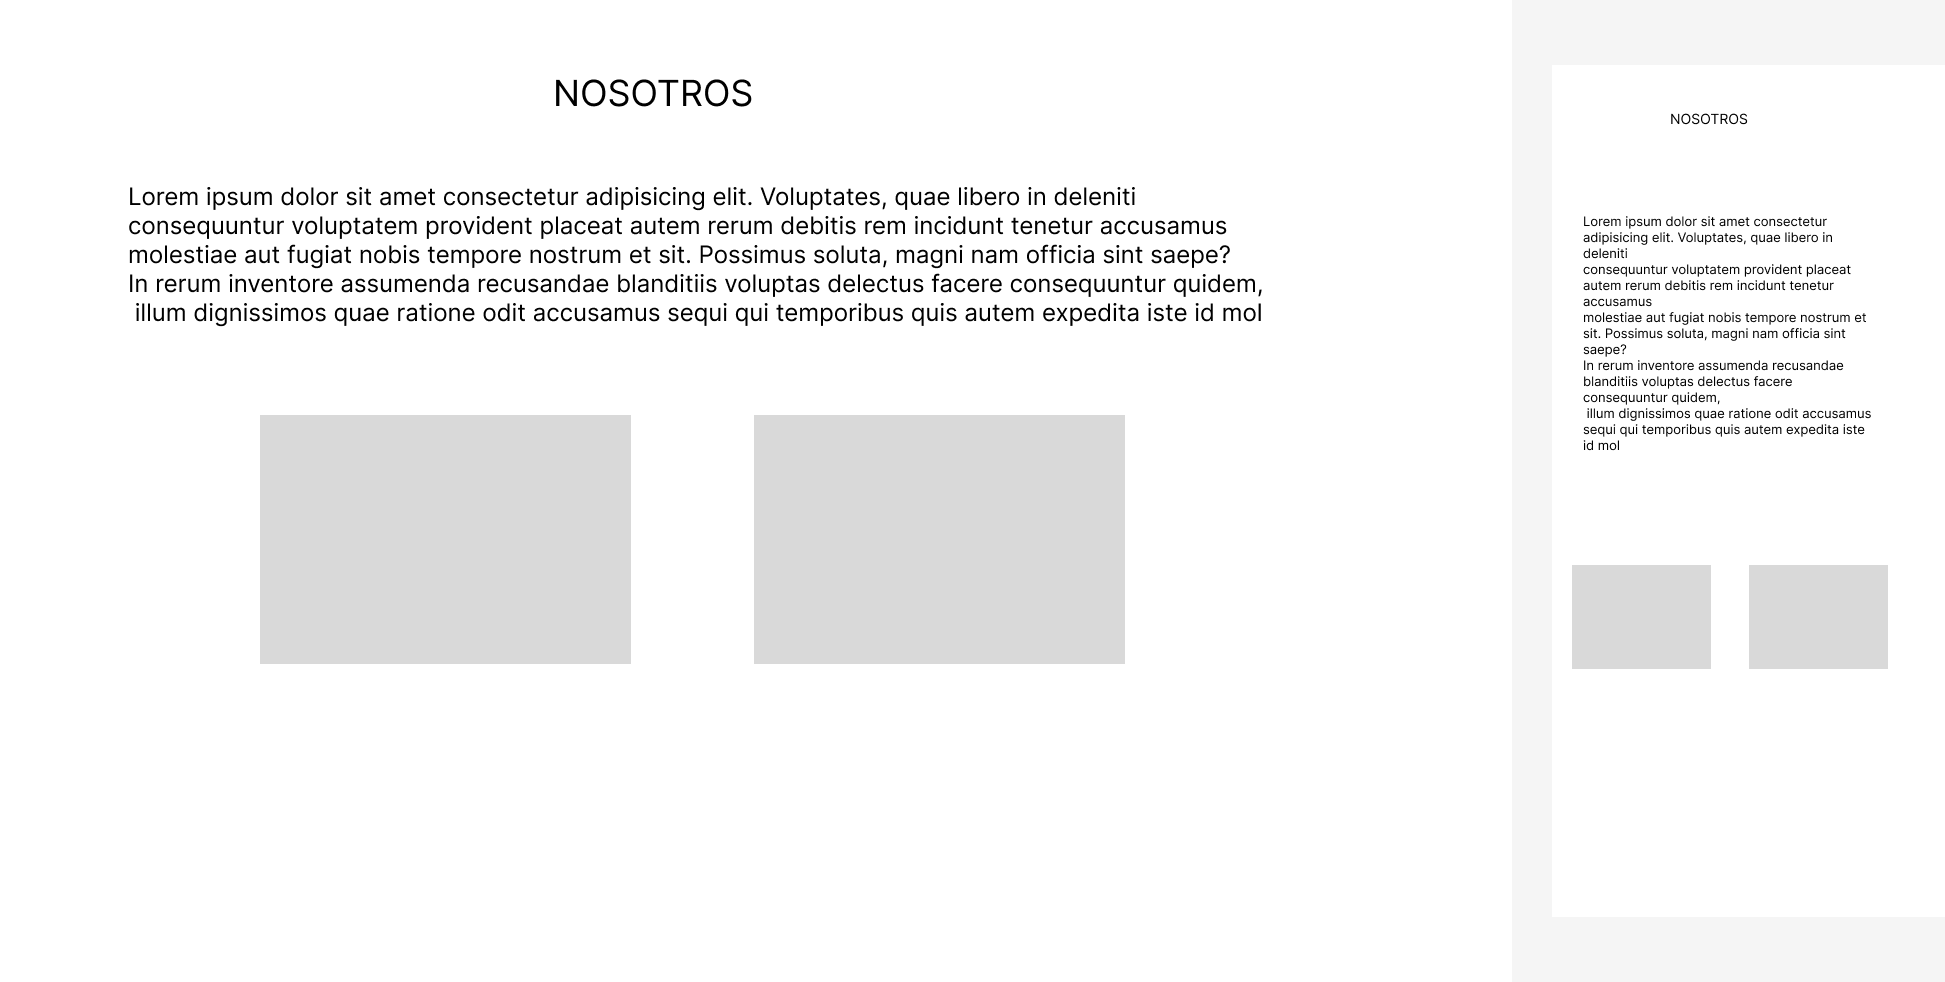 NOSOTROS
Lorem ipsum dolor sit amet consectetur adipisicing elit. Voluptates, quae libero in deleniti
consequuntur voluptatem provident placeat autem rerum debitis rem incidunt tenetur accusamus
molestiae aut fugiat nobis tempore nostrum et sit. Possimus soluta, magni nam officia sint saepe?
In rerum inventore assumenda recusandae blanditiis voluptas delectus facere consequuntur quidem,
illum dignissimos quae ratione odit accusamus sequi qui temporibus quis autem expedita iste id mol
NOSOTROS
Lorem ipsum dolor sit amet consectetur
adipisicing elit. Voluptates, quae libero in
deleniti
consequuntur voluptatem provident placeat
autem rerum debitis rem incidunt tenetur
accusamus
molestiae aut fugiat nobis tempore nostrum et
sit. Possimus soluta, magni nam officia sint
saepe?
In rerum inventore assumenda recusandae
blanditiis voluptas delectus facere
consequuntur quidem,
illum dignissimos quae ratione odit accusamus
sequi qui temporibus quis autem expedita iste
id mol